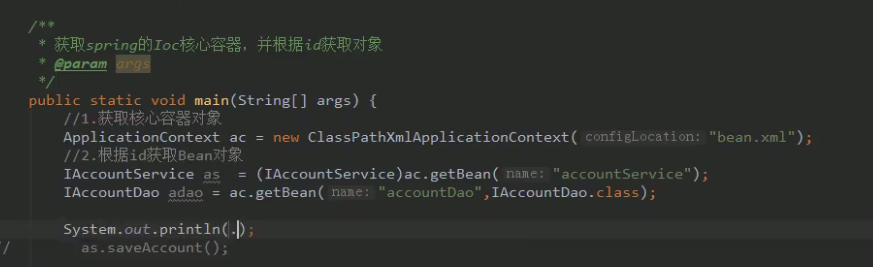 /**
* 获取spring的Ioc核心容器，并根据id获取对象
* @param args
*/
public static void main(String[] args) {
//1.获取核心容器对象
ApplicationContext ac = new ClassPathXmlApplicationContext( configLocation: "bean.xml");
//2.根据id获取Bean对象
IAccountService as  = (IAccountService)ac.getBean( name: "accountService");
IAccountDao adao = ac.getBean( name: "accountDao",IAccountDao.class);
System.out.println(.);
//        as.saveAccount();